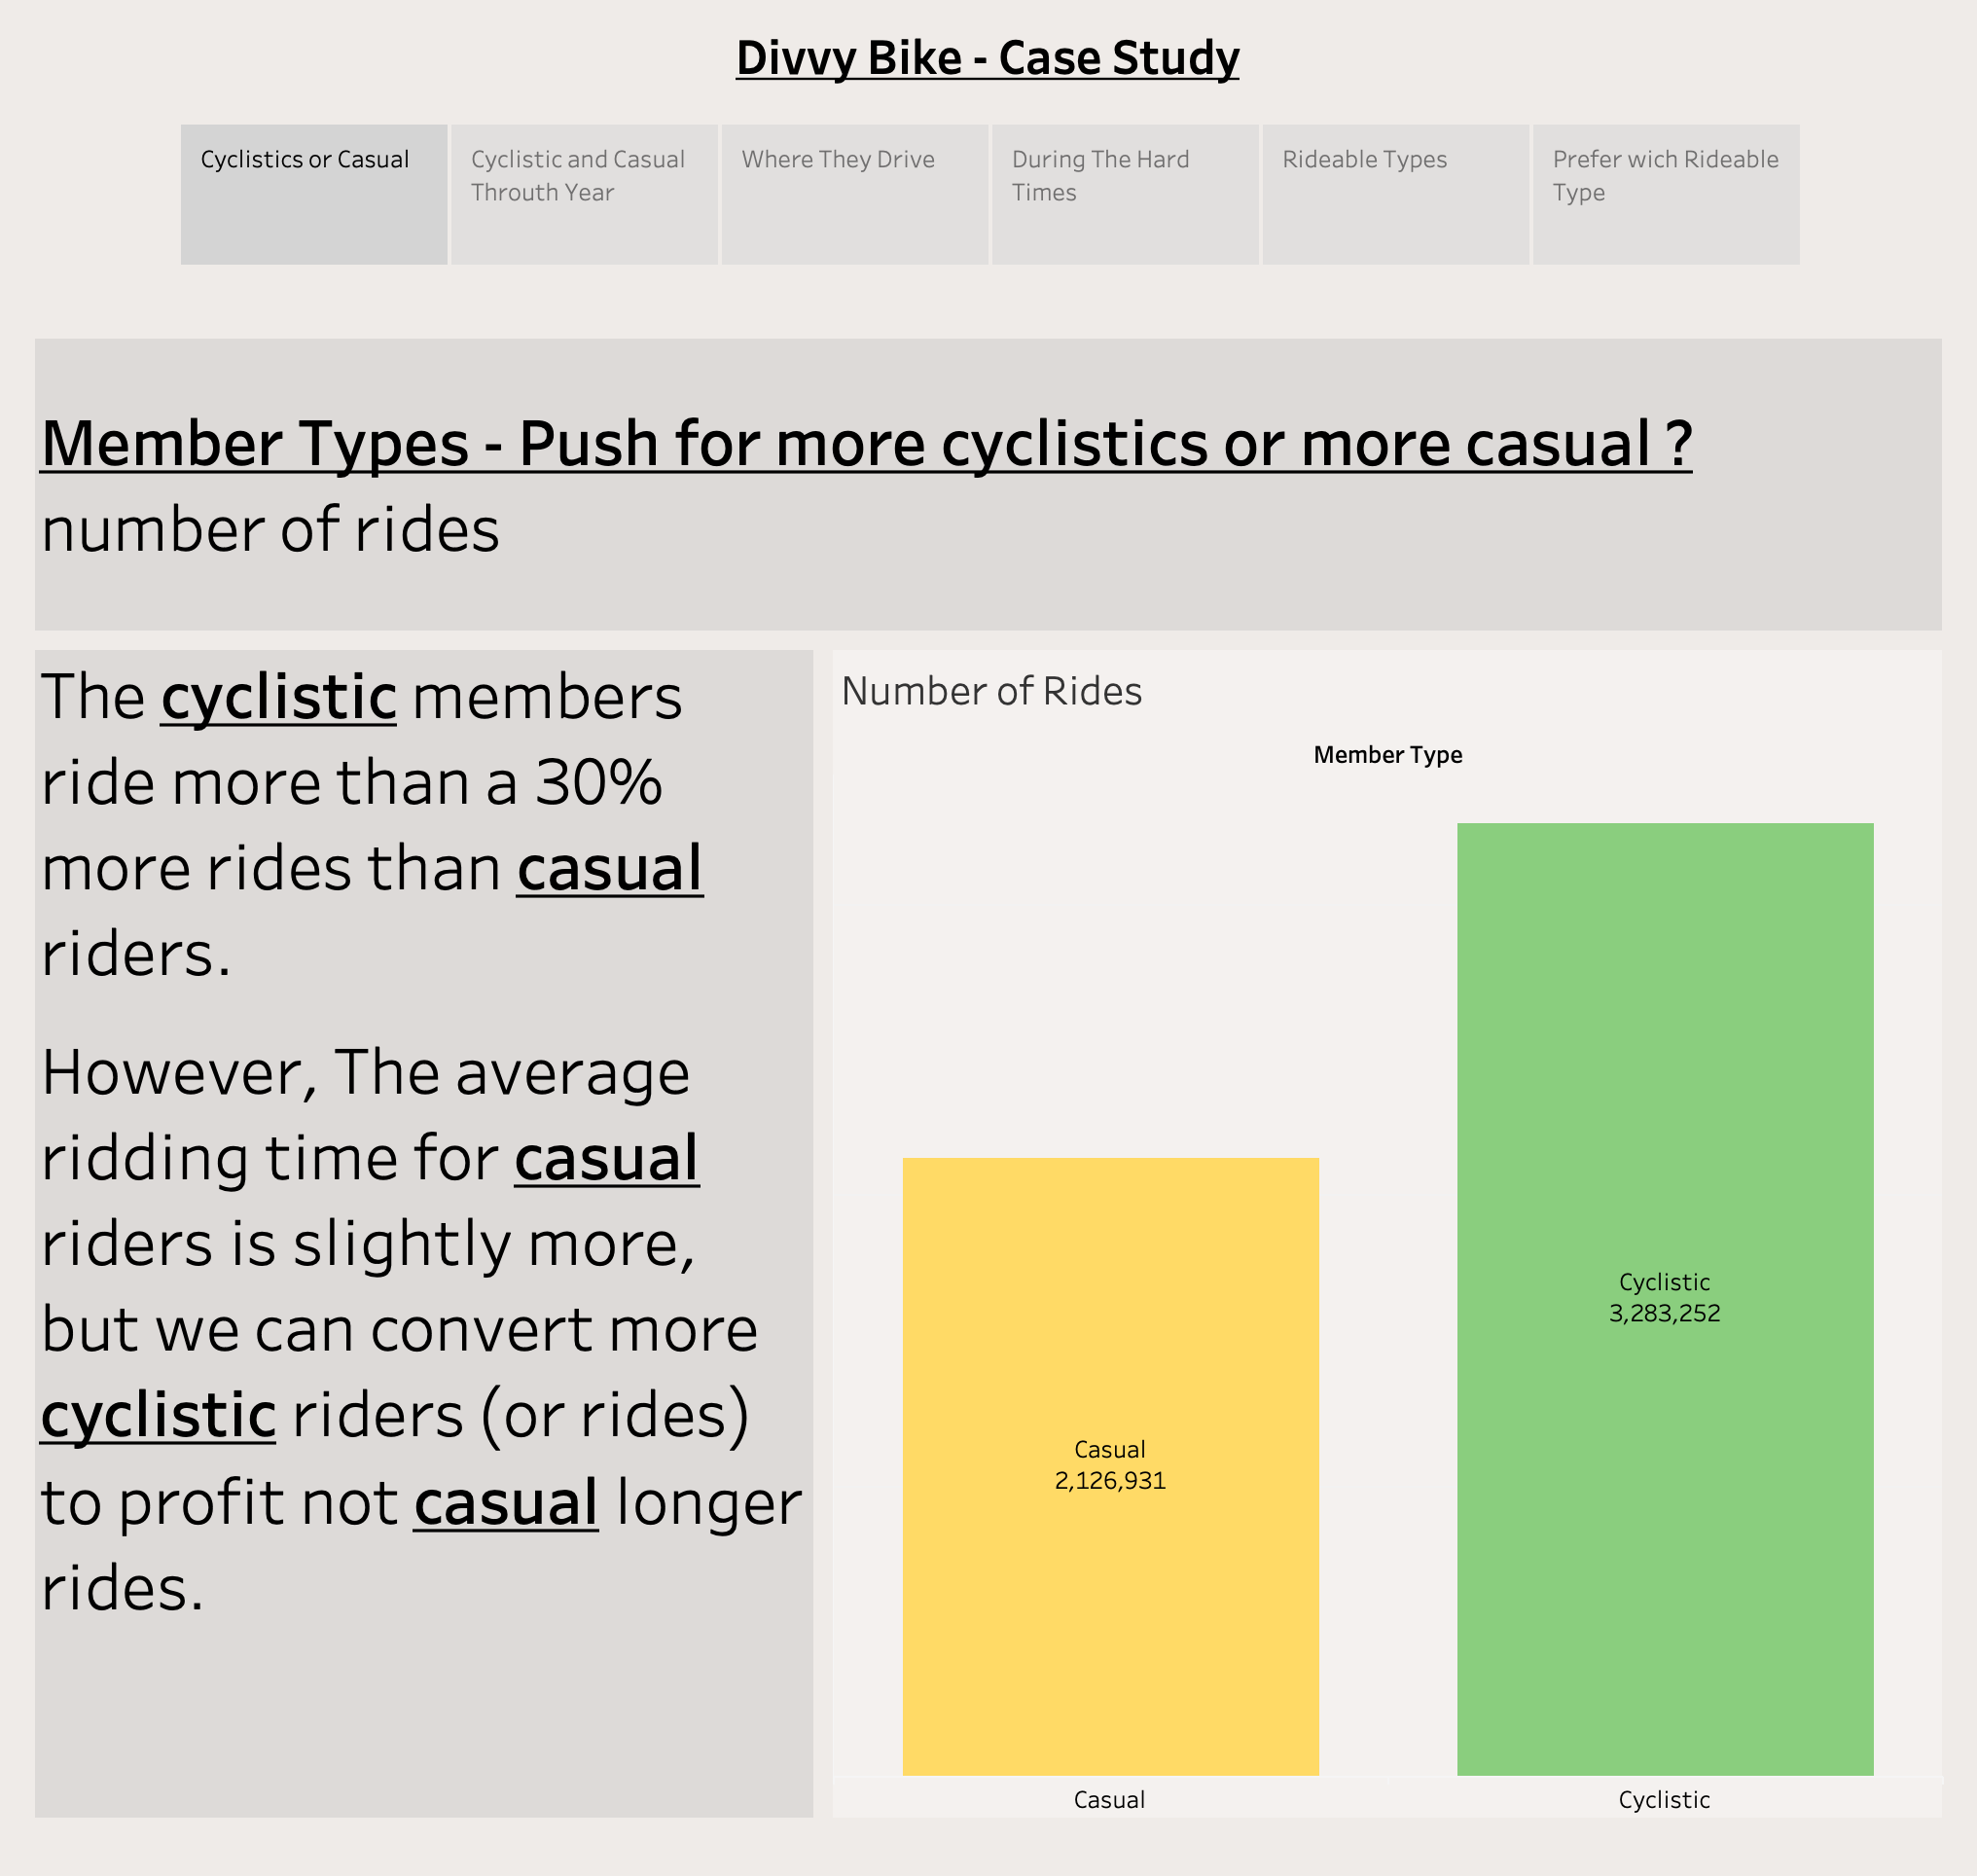 Divvy Bike - Case Study
Cyclistics or Casual
Cyclistic and Casual
Throuth Year
Where They Drive
During The Hard
Times
Rideable Types
Prefer wich Rideable
Type
Member Types - Push for more cyclistics or more casual ?
number of rides
The cyclistic members
ride more than a 30%
more rides than casual
riders.
However, The average
ridding time for casual
riders is slightly more,
but we can convert more
cyclistic riders (or rides)
to profit not casual longer
rides.
Number of Rides
Member Type
Cyclistic
3,283,252
Casual
2,126,931
Casual
Cyclistic